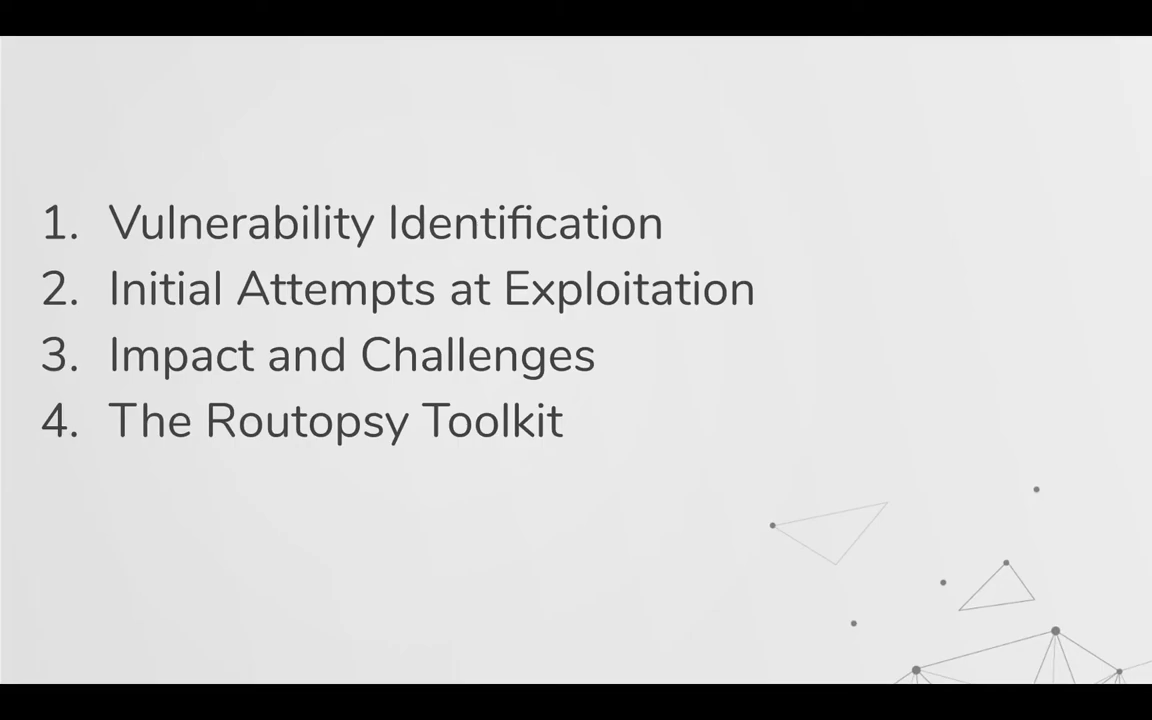 1. Vulnerability Identification
2. Initial Attempts at Exploitation
3. Impact and Challenges
4. The Routopsy Toolkit